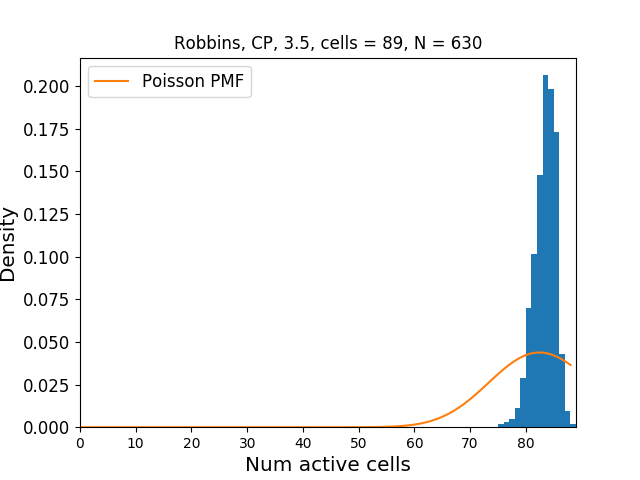 Robbins, CP, 3.5, cells = 89, N = 630
Poisson PMF
0.200
0.175
0.150
0.125
0.100
0.075
0.050
0.025
0.000
Density
0 10 20 30 40 50 60 70 80
Num active cells